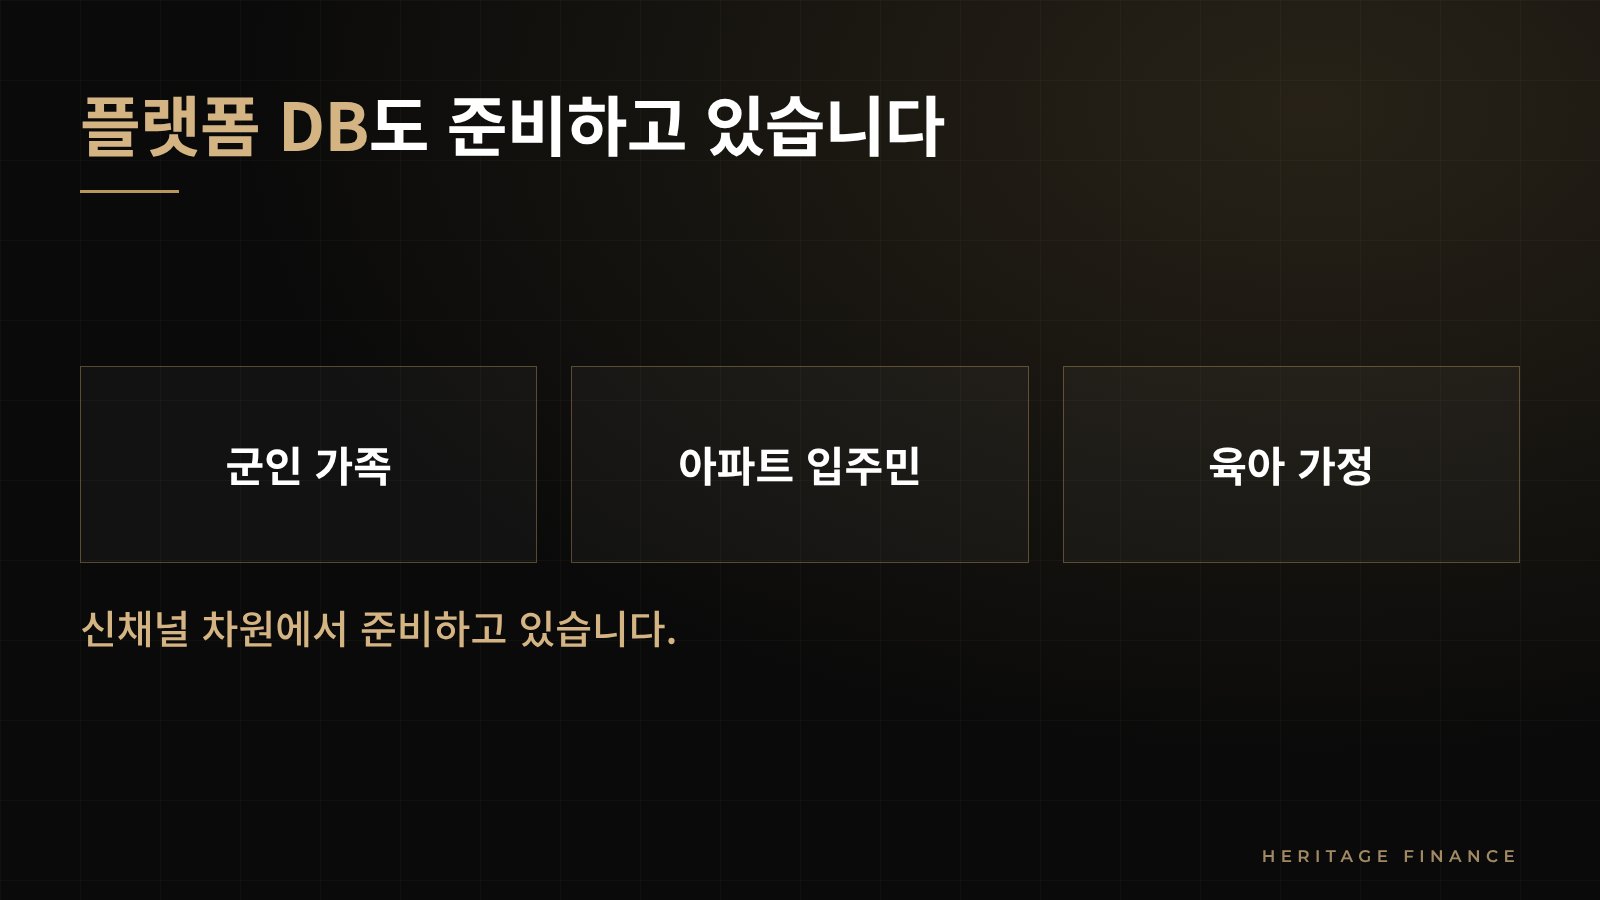 플랫폼 DB도 준비하고 있습니다
군인 가족
아파트 입주민
육아 가정
신채널 차원에서 준비하고 있습니다.
HERITAGE FINANCE